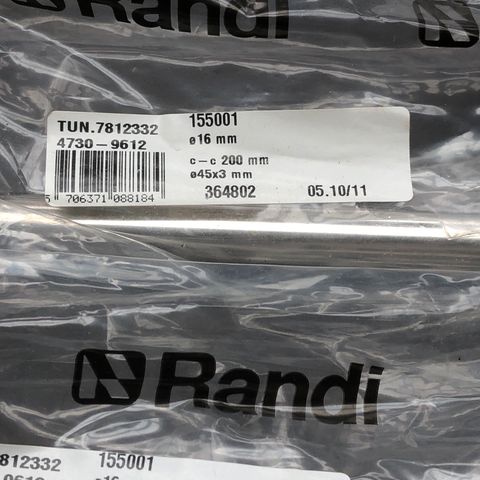 Randi
TUN.7812332 155001
4730-9612 ø16 mm
c-c 200 mm
ø45x3 mm
5 706371 088184 364802 05.10/11
Randi
7812332 155001